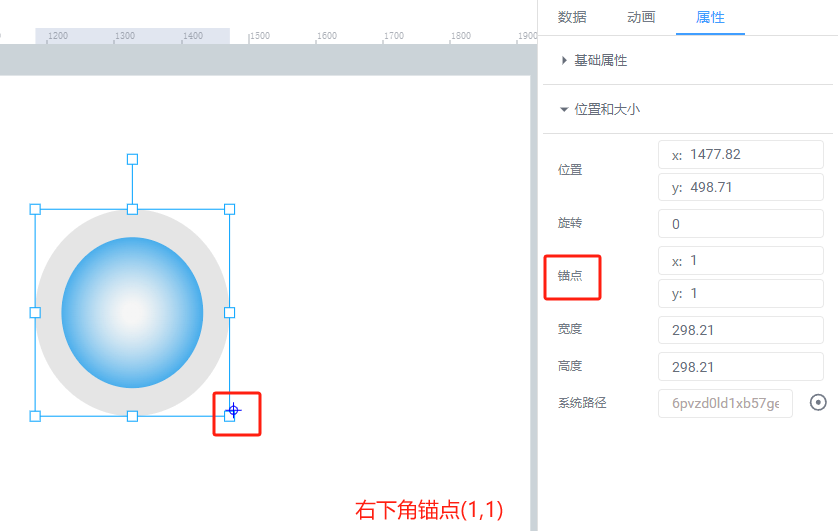 数据 动画 属性
1200 1300 1400 1500 1600 1700 1800 1900
基础属性
位置和大小
位置 x: 1477.82
y: 498.71
旋转 0
锚点 x: 1
y: 1
宽度 298.21
高度 298.21
系统路径 6pvzd0ld1xb57ge
右下角锚点(1,1)